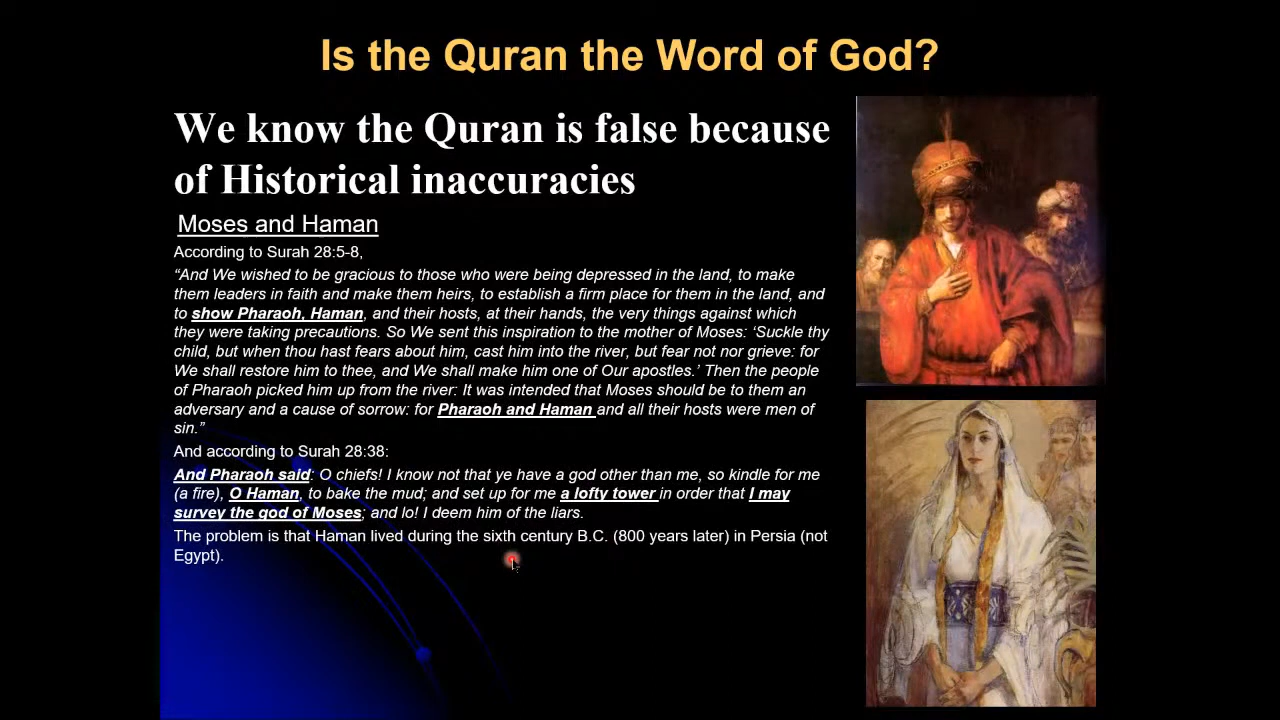 Is the Quran the Word of God?
We know the Quran is false because
of Historical inaccuracies
Moses and Haman
According to Surah 28:5-8,
“And We wished to be gracious to those who were being depressed in the land, to make
them leaders in faith and make them heirs, to establish a firm place for them in the land, and
to show Pharaoh, Haman, and their hosts, at their hands, the very things against which
they were taking precautions. So We sent this inspiration to the mother of Moses: ‘Suckle thy
child, but when thou hast fears about him, cast him into the river, but fear not nor grieve: for
We shall restore him to thee, and We shall make him one of Our apostles.’ Then the people
of Pharaoh picked him up from the river: It was intended that Moses should be to them an
adversary and a cause of sorrow: for Pharaoh and Haman and all their hosts were men of
sin.”
And according to Surah 28:38:
And Pharaoh said: O chiefs! I know not that ye have a god other than me, so kindle for me
(a fire), O Haman, to bake the mud; and set up for me a lofty tower in order that I may
survey the god of Moses; and lo! I deem him of the liars.
The problem is that Haman lived during the sixth century B.C. (800 years later) in Persia (not
Egypt).